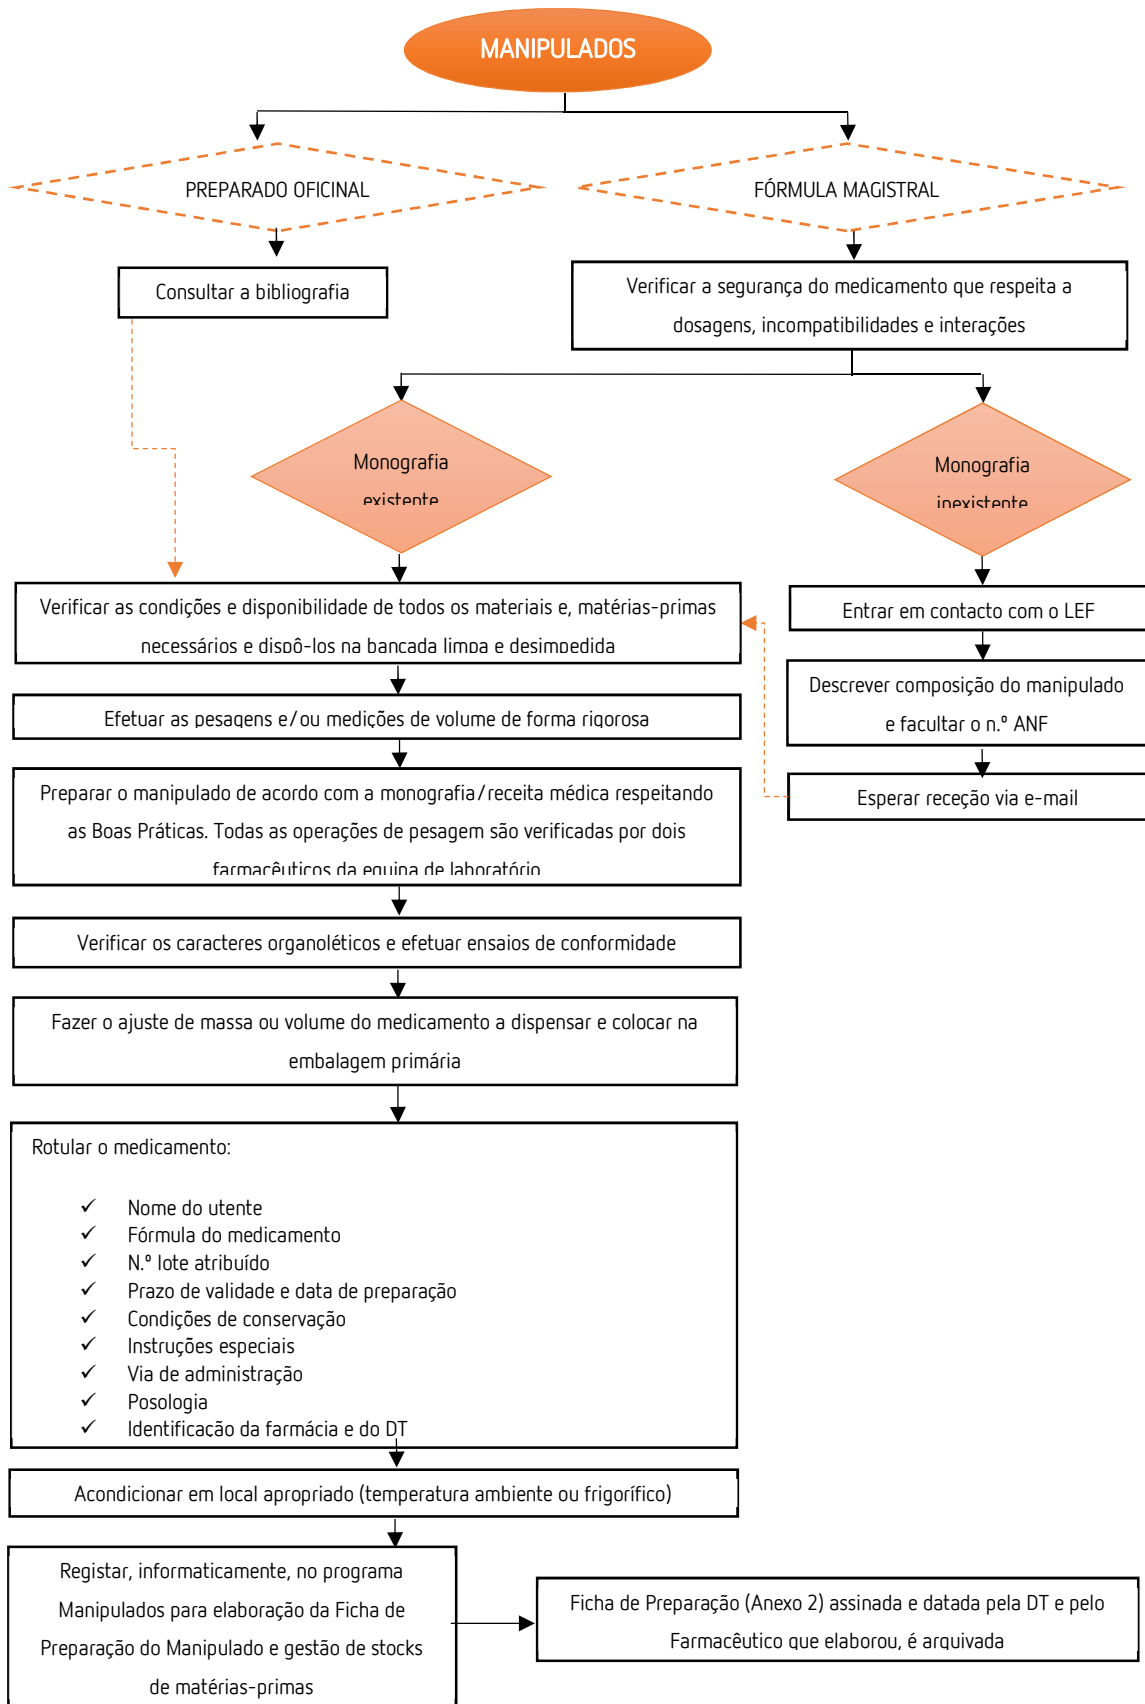 MANIPULADOS
PREPARADO OFICINAL
FÓRMULA MAGISTRAL
Consultar a bibliografia
Verificar a segurança do medicamento que respeita a
dosagens, incompatibilidades e interações
Monografia
existente
Monografia
inexistente
Verificar as condições e disponibilidade de todos os materiais e, matérias-primas
necessários e dispô-los na bancada limpa e desimpedida
Entrar em contacto com o LEF
Descrever composição do manipulado
e facultar o n.º ANF
Esperar receção via e-mail
Efetuar as pesagens e/ou medições de volume de forma rigorosa
Preparar o manipulado de acordo com a monografia/receita médica respeitando
as Boas Práticas. Todas as operações de pesagem são verificadas por dois
farmacêuticos da equipa de laboratório
Verificar os caracteres organoléticos e efetuar ensaios de conformidade
Fazer o ajuste de massa ou volume do medicamento a dispensar e colocar na
embalagem primária
Rotular o medicamento:
✓ Nome do utente
✓ Fórmula do medicamento
✓ N.º lote atribuído
✓ Prazo de validade e data de preparação
✓ Condições de conservação
✓ Instruções especiais
✓ Via de administração
✓ Posologia
✓ Identificação da farmácia e do DT
Acondicionar em local apropriado (temperatura ambiente ou frigorífico)
Registar, informaticamente, no programa
Manipulados para elaboração da Ficha de
Preparação do Manipulado e gestão de stocks
de matérias-primas
Ficha de Preparação (Anexo 2) assinada e datada pela DT e pelo
Farmacêutico que elaborou, é arquivada